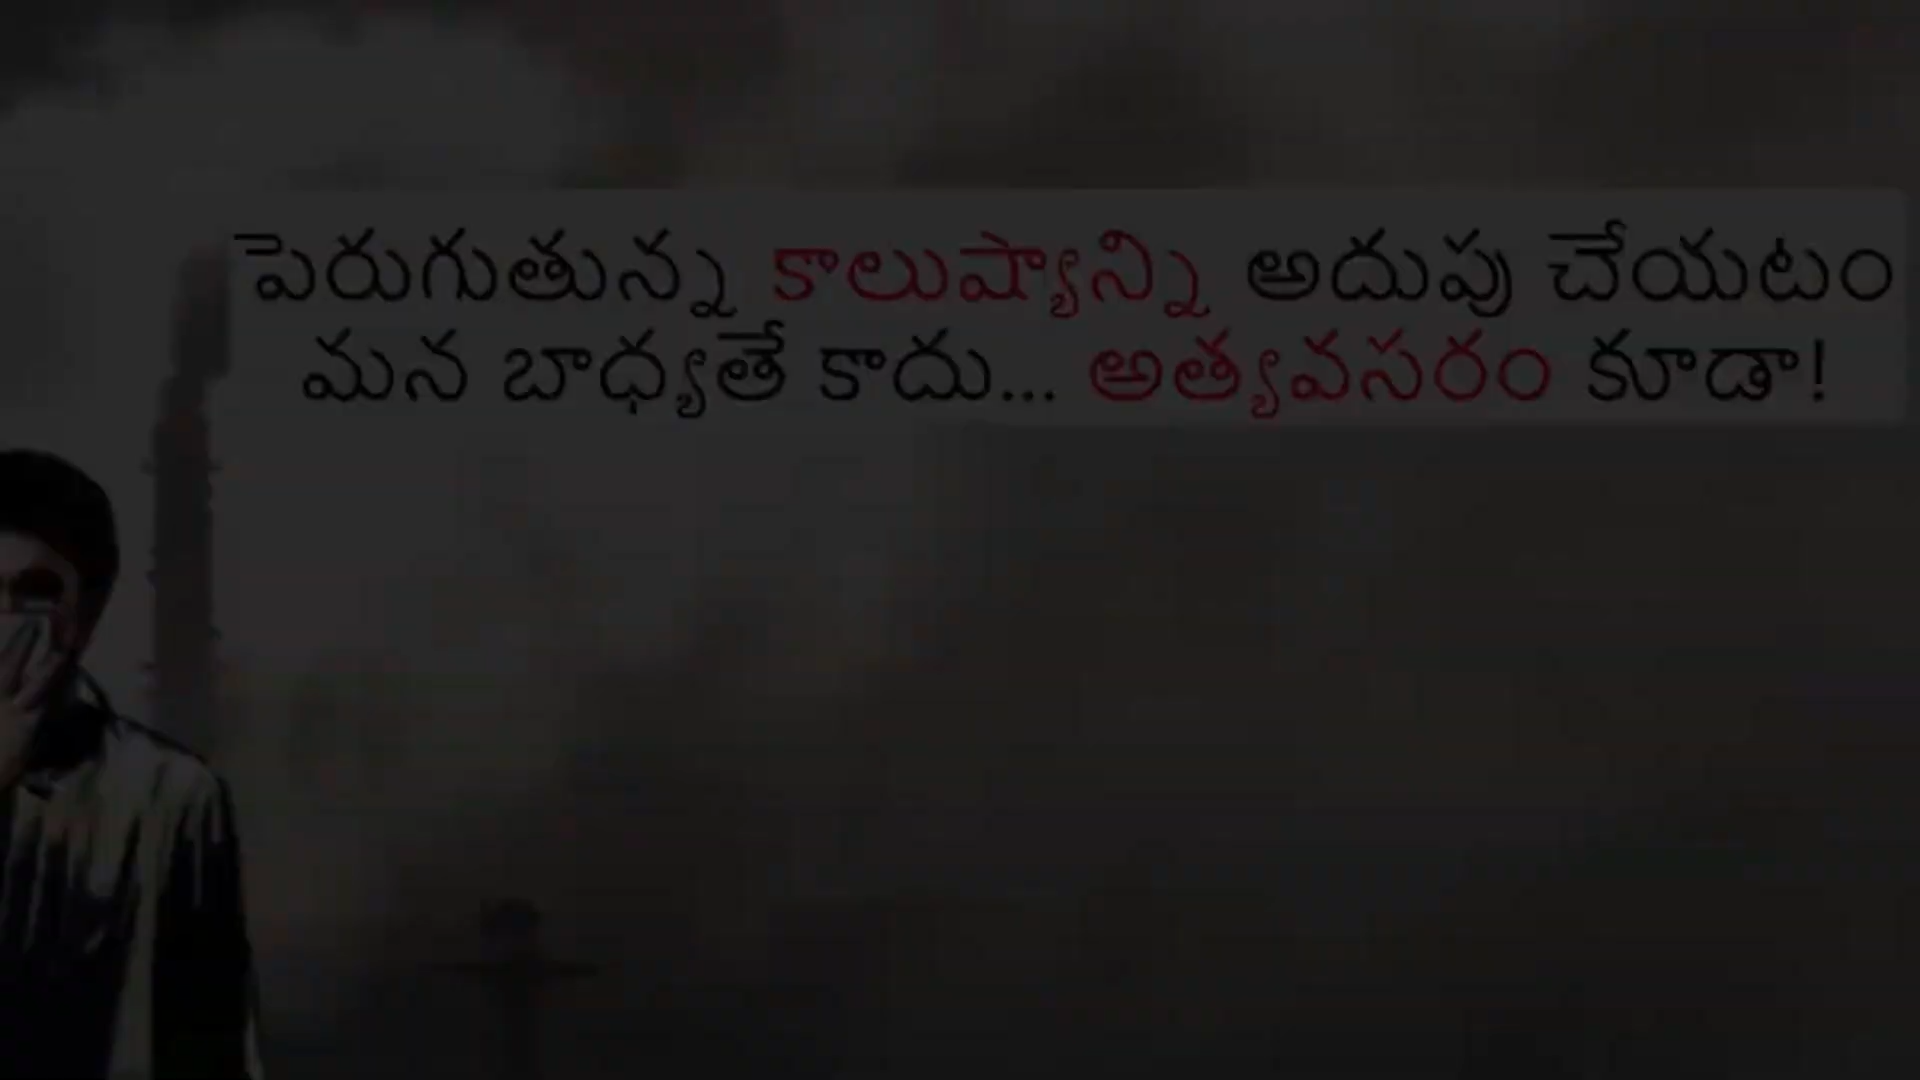 పెరుగుతున్న కాలుష్యాన్ని అదుపు చేయటం
మన బాధ్యతే కాదు... అత్యవసరం కూడా!